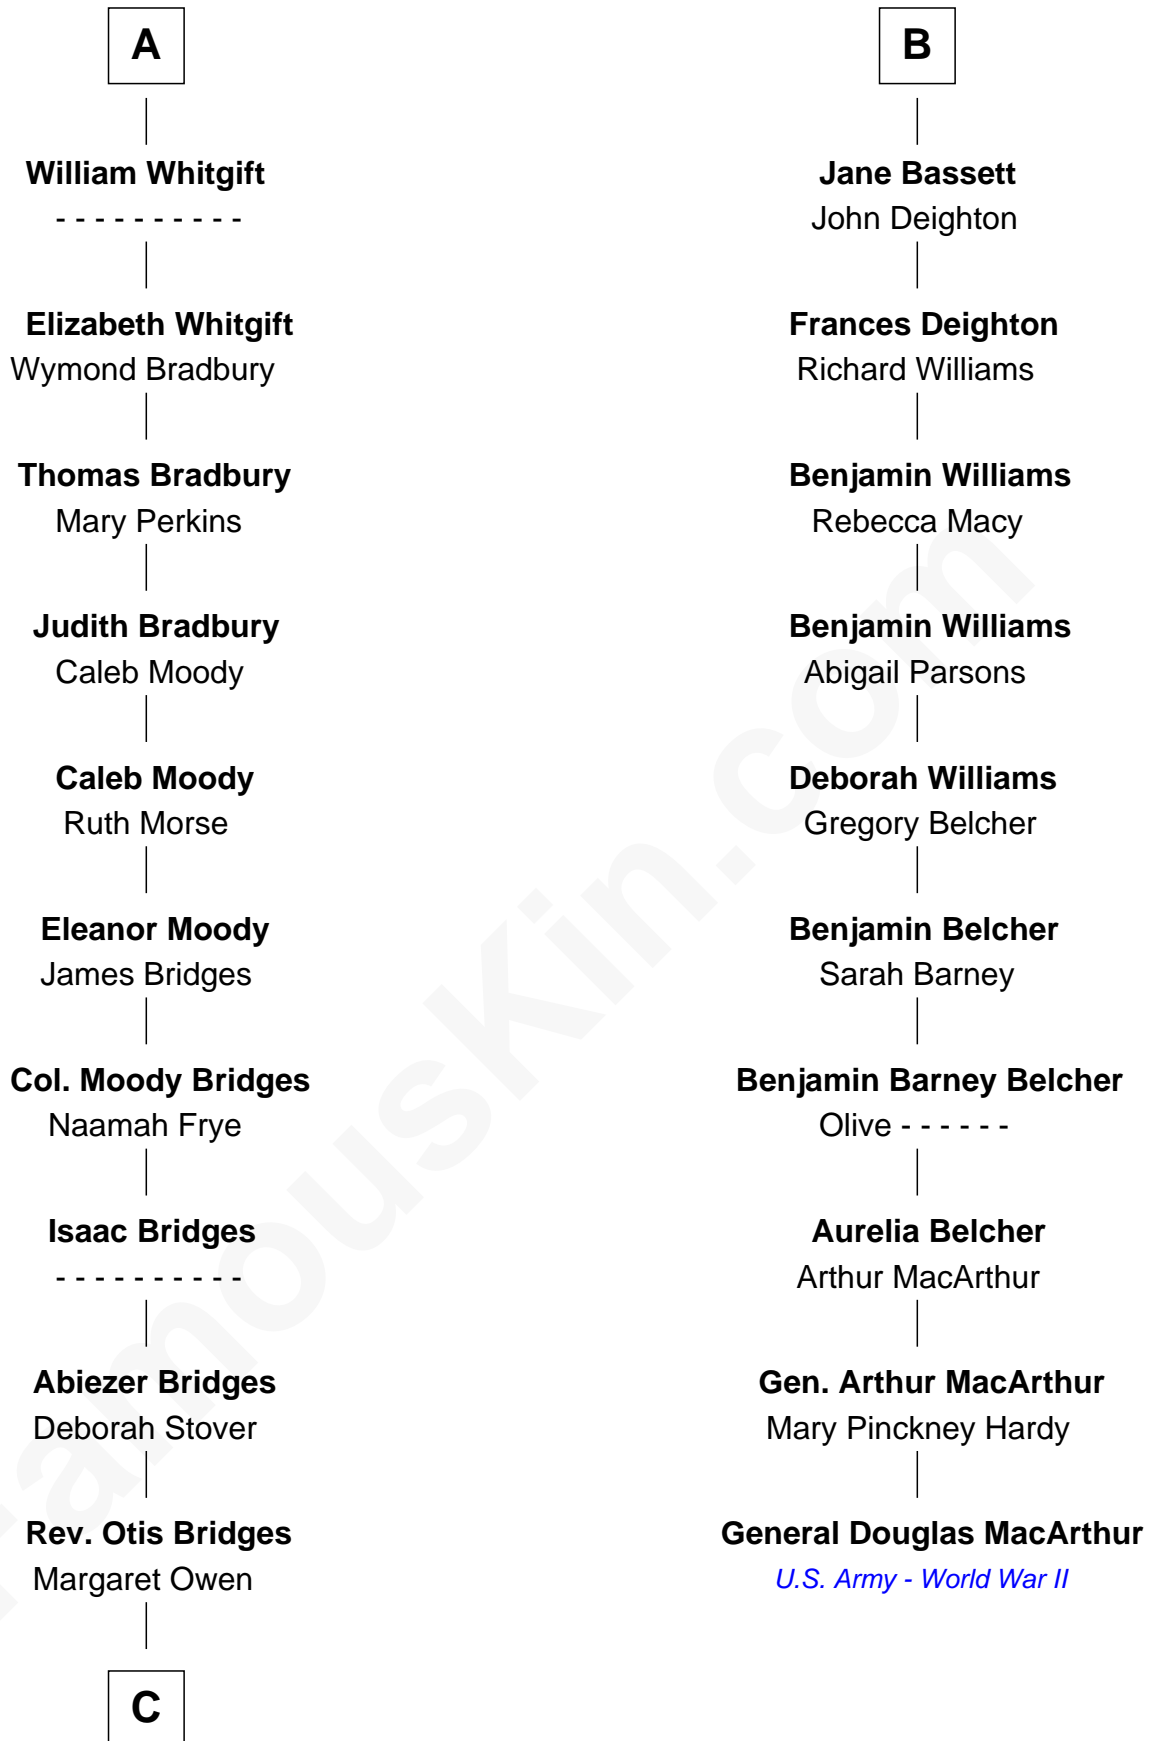 A
William Whitgift
- - - - - - - - - -
Elizabeth Whitgift
Wymond Bradbury
Thomas Bradbury
Mary Perkins
Judith Bradbury
Caleb Moody
Caleb Moody
Ruth Morse
Eleanor Moody
James Bridges
Col. Moody Bridges
Naamah Frye
Isaac Bridges
- - - - - - - - - -
Abiezer Bridges
Deborah Stover
Rev. Otis Bridges
Margaret Owen
C
B
Jane Bassett
John Deighton
Frances Deighton
Richard Williams
Benjamin Williams
Rebecca Macy
Benjamin Williams
Abigail Parsons
Deborah Williams
Gregory Belcher
Benjamin Belcher
Sarah Barney
Benjamin Barney Belcher
Olive - - - - - -
Aurelia Belcher
Arthur MacArthur
Gen. Arthur MacArthur
Mary Pinckney Hardy
General Douglas MacArthur
U.S. Army - World War II
FamousKin.com